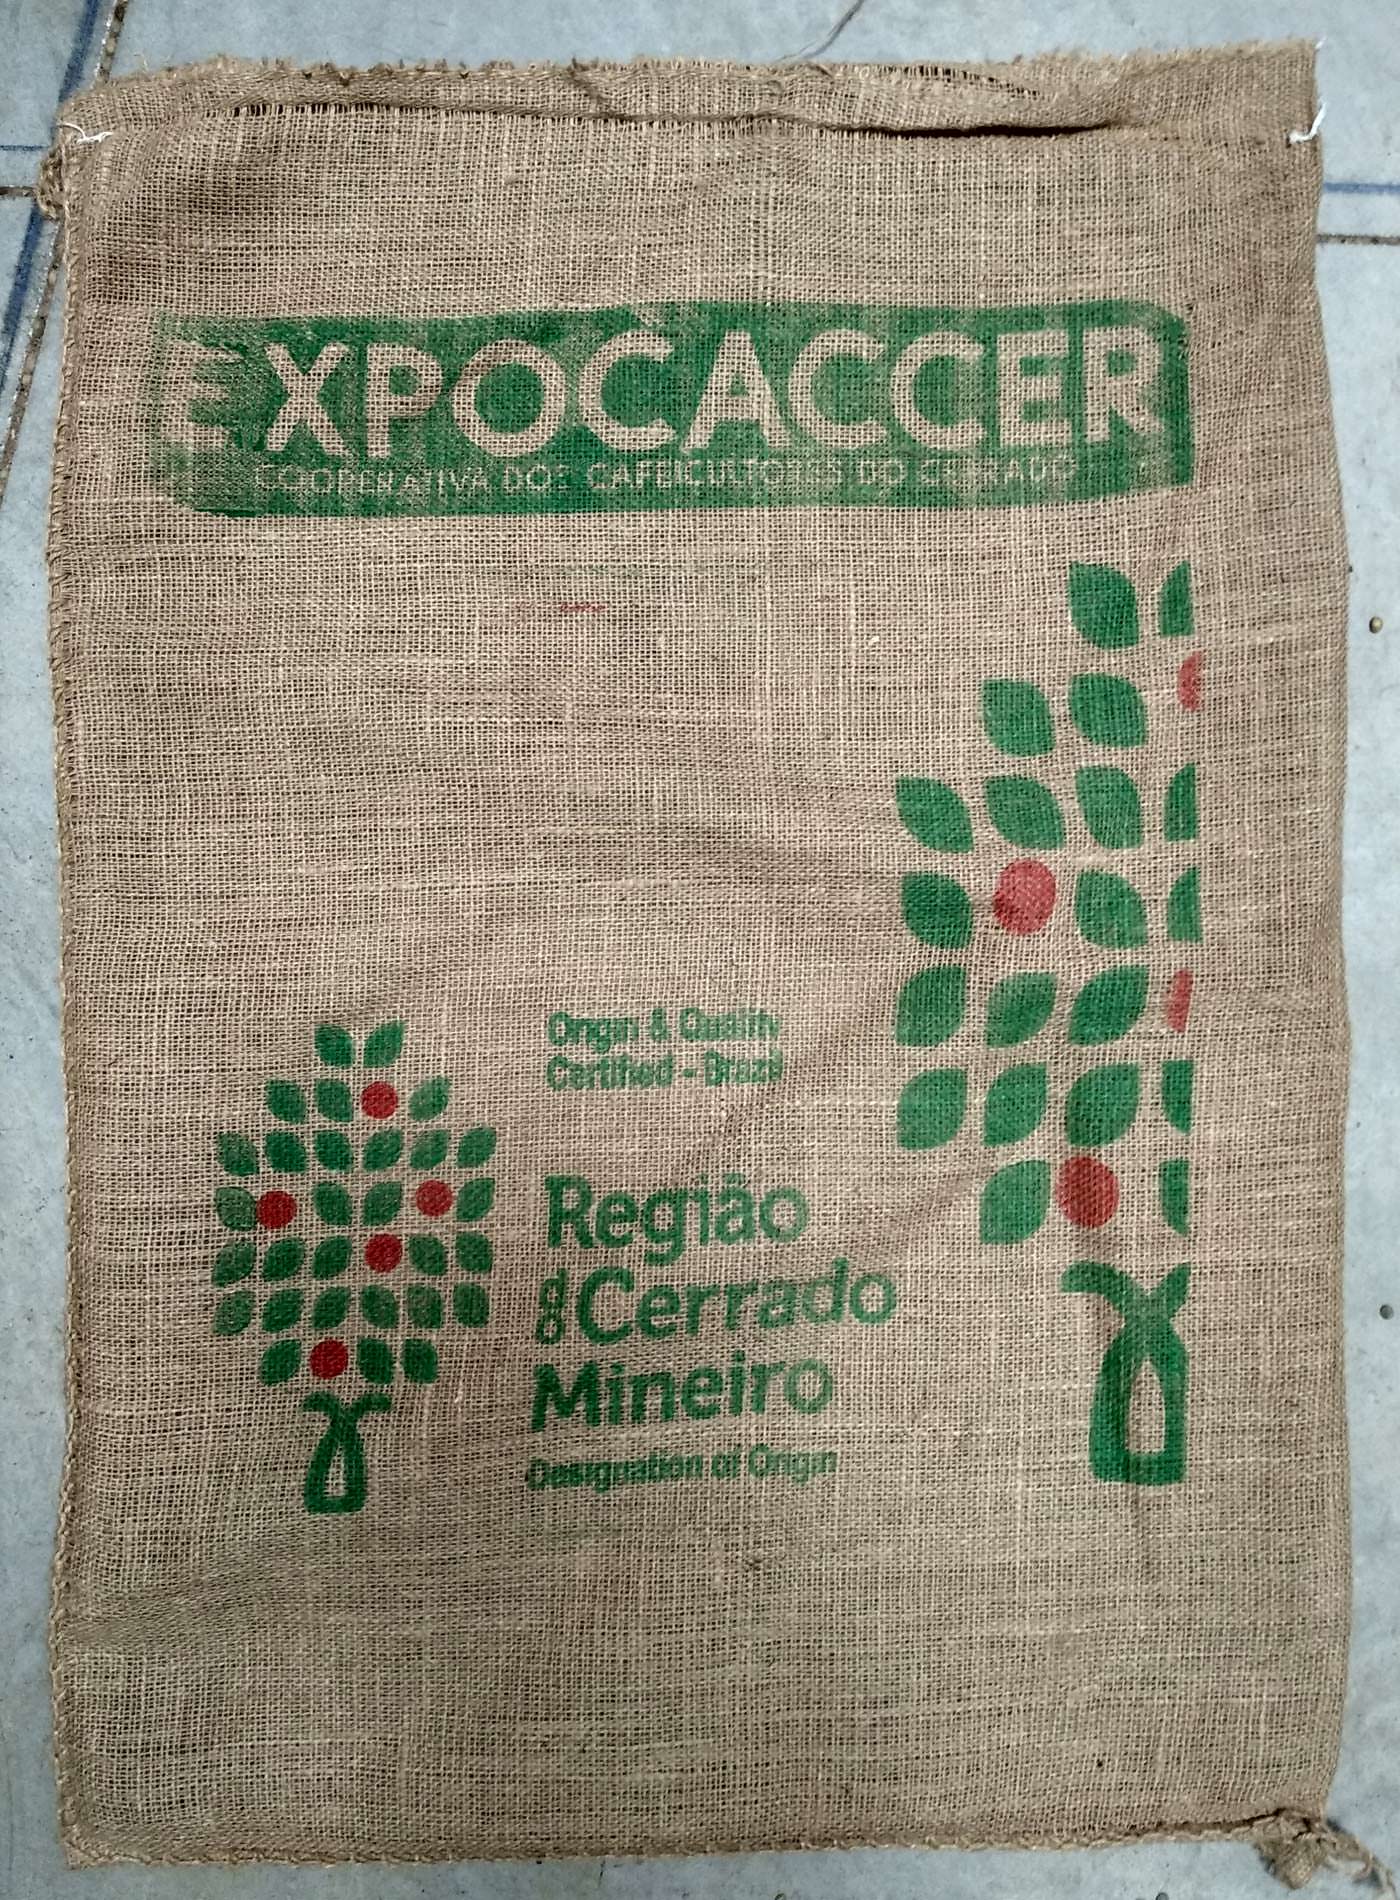 EXPOCACCER
COOPERATIVA DOS CAFEICULTORES DO CERRADO
Origin & Quality
Certified - Brazil
Região
do Cerrado
Mineiro
Designation of Origin